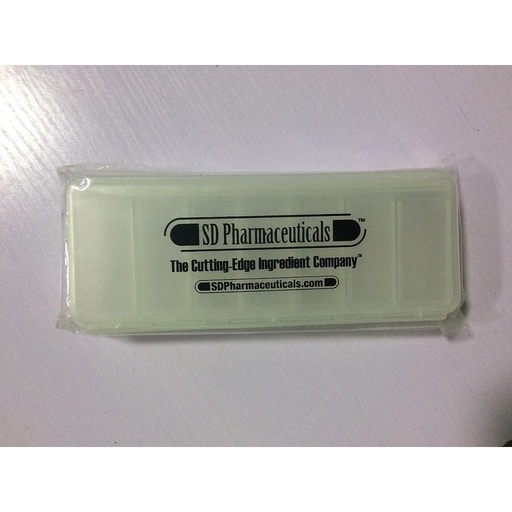 SD Pharmaceuticals™
The Cutting-Edge Ingredient Company™
SDPharmaceuticals.com